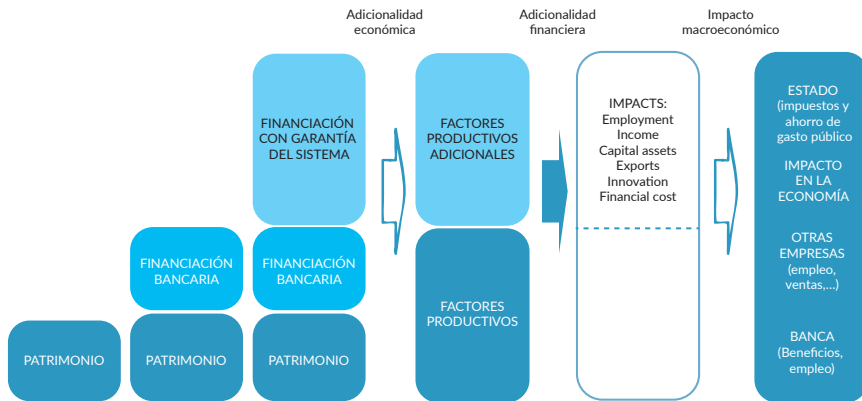 Adicionalidad
económica
Adicionalidad
financiera
Impacto
macroeconómico
FINANCIACIÓN
CON GARANTÍA
DEL SISTEMA
FACTORES
PRODUCTIVOS
ADICIONALES
IMPACTS:
Employment
Income
Capital assets
Exports
Innovation
Financial cost
ESTADO
(impuestos y
ahorro de
gasto público
IMPACTO
EN LA
ECONOMÍA
OTRAS
EMPRESAS
(empleo,
ventas,...)
BANCA
(Beneficios,
empleo)
FINANCIACIÓN
BANCARIA
FINANCIACIÓN
BANCARIA
FACTORES
PRODUCTIVOS
PATRIMONIO
PATRIMONIO
PATRIMONIO